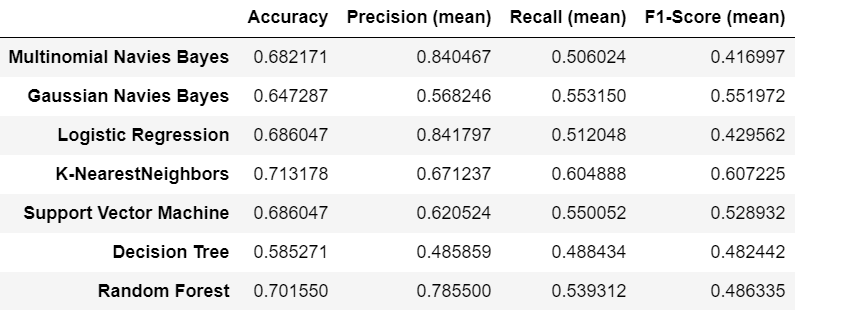 Accuracy Precision (mean) Recall (mean) F1-Score (mean)
Multinomial Navies Bayes 0.682171 0.840467 0.506024 0.416997
Gaussian Navies Bayes 0.647287 0.568246 0.553150 0.551972
Logistic Regression 0.686047 0.841797 0.512048 0.429562
K-NearestNeighbors 0.713178 0.671237 0.604888 0.607225
Support Vector Machine 0.686047 0.620524 0.550052 0.528932
Decision Tree 0.585271 0.485859 0.488434 0.482442
Random Forest 0.701550 0.785500 0.539312 0.486335